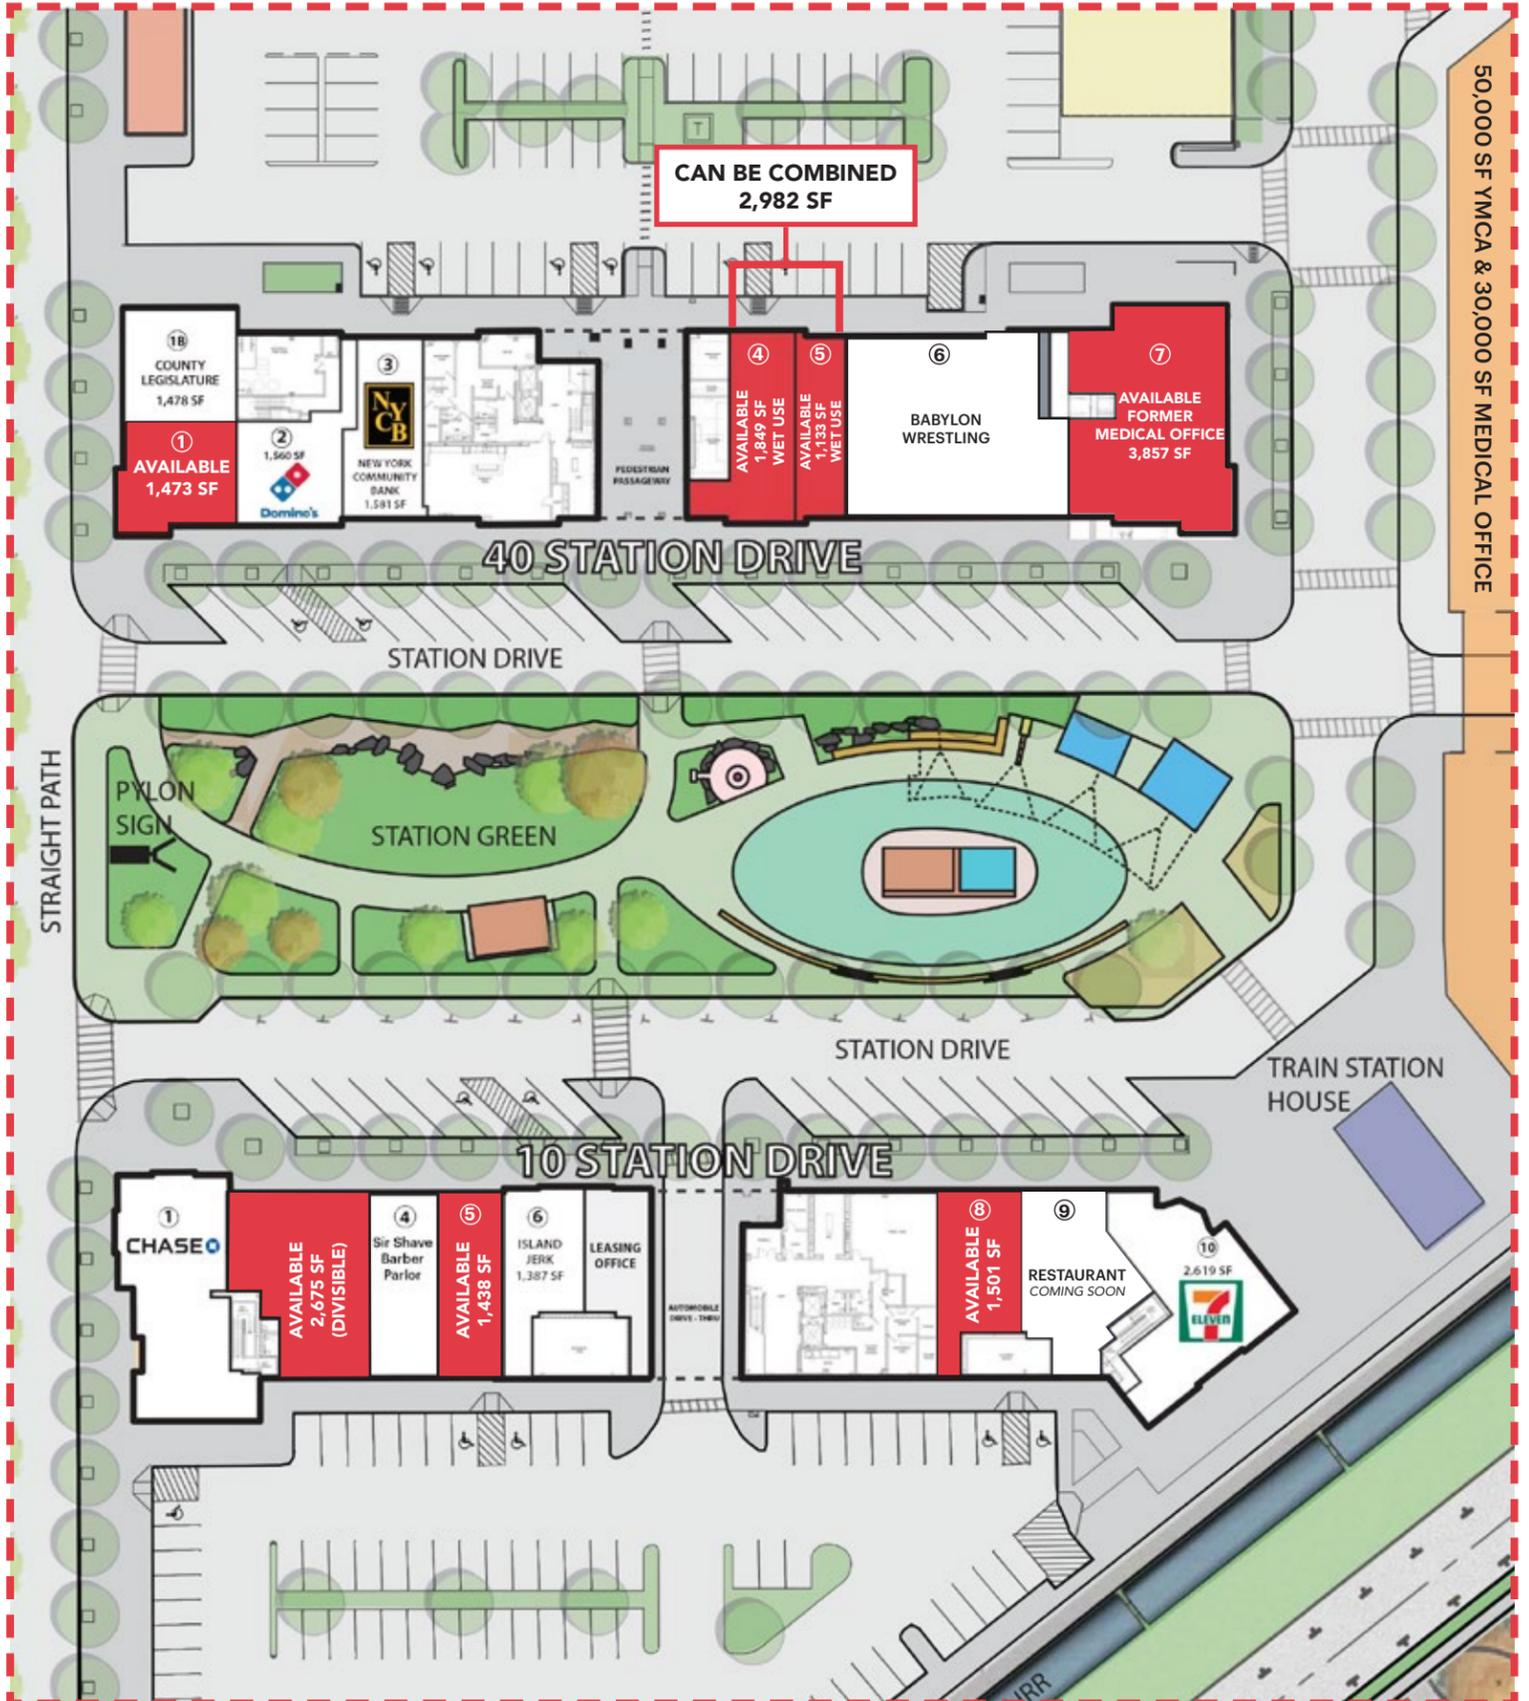 50,000 SF YMCA & 30,000 SF MEDICAL OFFICE
T
CAN BE COMBINED
2,982 SF
1B
COUNTY
LEGISLATURE
1,478 SF
1
AVAILABLE
1,473 SF
2
1,560 SF
Domino's
3
NYCB
NEW YORK
COMMUNITY
BANK
1,581 SF
PEDESTRIAN
PASSAGEWAY
4
AVAILABLE
1,849 SF
WET USE
5
AVAILABLE
1,133 SF
WET USE
6
BABYLON
WRESTLING
7
AVAILABLE
FORMER
MEDICAL OFFICE
3,857 SF
40 STATION DRIVE
STATION DRIVE
STRAIGHT PATH
PYLON
SIGN
STATION GREEN
STATION DRIVE
TRAIN STATION
HOUSE
10 STATION DRIVE
1
CHASE
AVAILABLE
2,675 SF
(DIVISIBLE)
4
Sir Shave
Barber
Parlor
5
AVAILABLE
1,438 SF
6
ISLAND
JERK
1,387 SF
LEASING
OFFICE
AUTOMOBILE
DRIVE - THRU
8
AVAILABLE
1,501 SF
9
RESTAURANT
COMING SOON
10
2,619 SF
7
ELEVEN
IRR